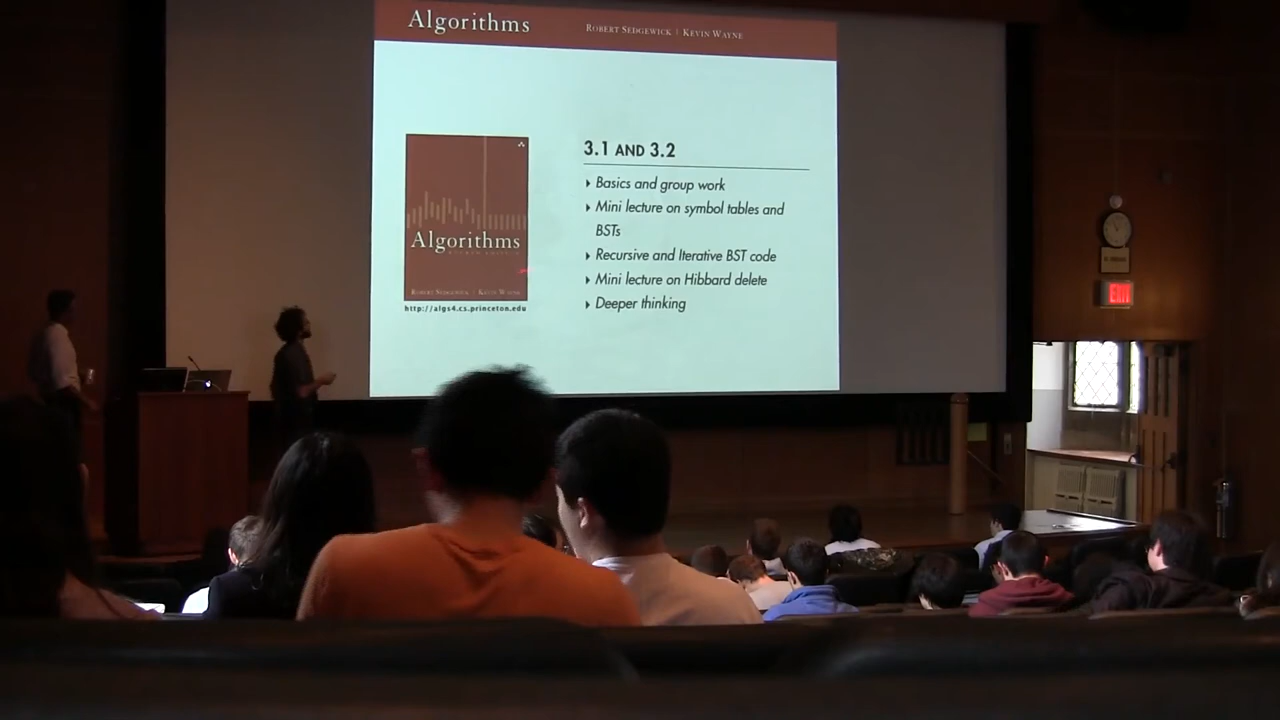 Algorithms
ROBERT SEDGEWICK | KEVIN WAYNE
Algorithms
FOURTH EDITION
ROBERT SEDGEWICK | KEVIN WAYNE
http://algs4.cs.princeton.edu
3.1 AND 3.2
‣ Basics and group work
‣ Mini lecture on symbol tables and
BSTs
‣ Recursive and Iterative BST code
‣ Mini lecture on Hibbard delete
‣ Deeper thinking
EXIT